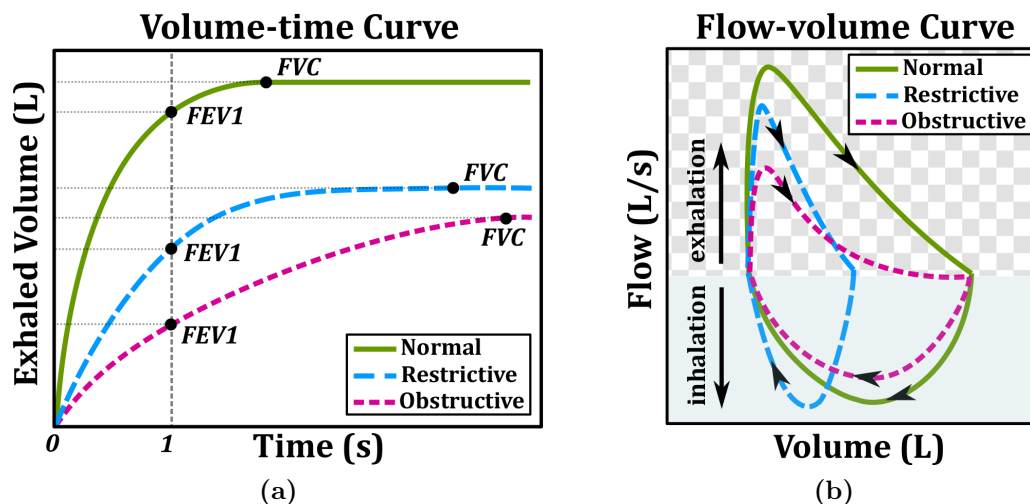 Volume-time Curve
Exhaled Volume (L)
FVC
FEV1
FVC
FEV1
FVC
FEV1
Normal
Restrictive
Obstructive
0
1
Time (s)
(a)
Flow-volume Curve
Flow (L/s)
exhalation
inhalation
Normal
Restrictive
Obstructive
Volume (L)
(b)